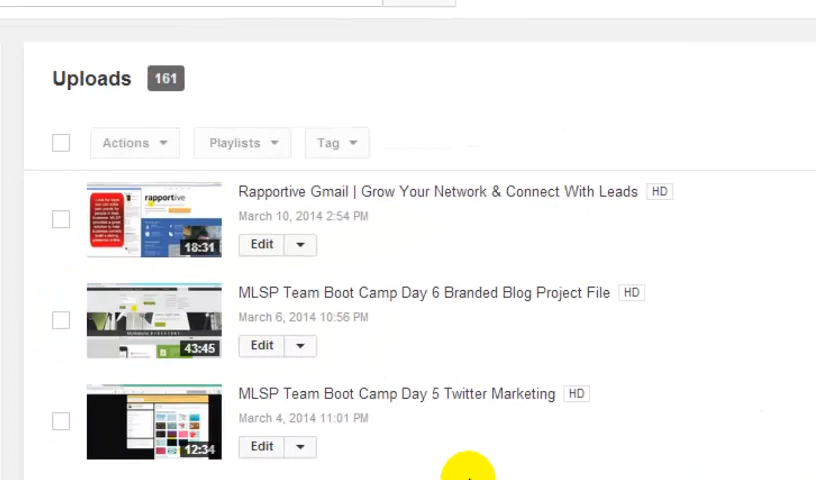 Uploads 161
Actions Playlists Tag
Rapportive Gmail | Grow Your Network & Connect With Leads HD
March 10, 2014 2:54 PM
rapportive
18:31
Edit
MLSP Team Boot Camp Day 6 Branded Blog Project File HD
March 6, 2014 10:56 PM
43:45
Edit
MLSP Team Boot Camp Day 5 Twitter Marketing HD
March 4, 2014 11:01 PM
12:34
Edit